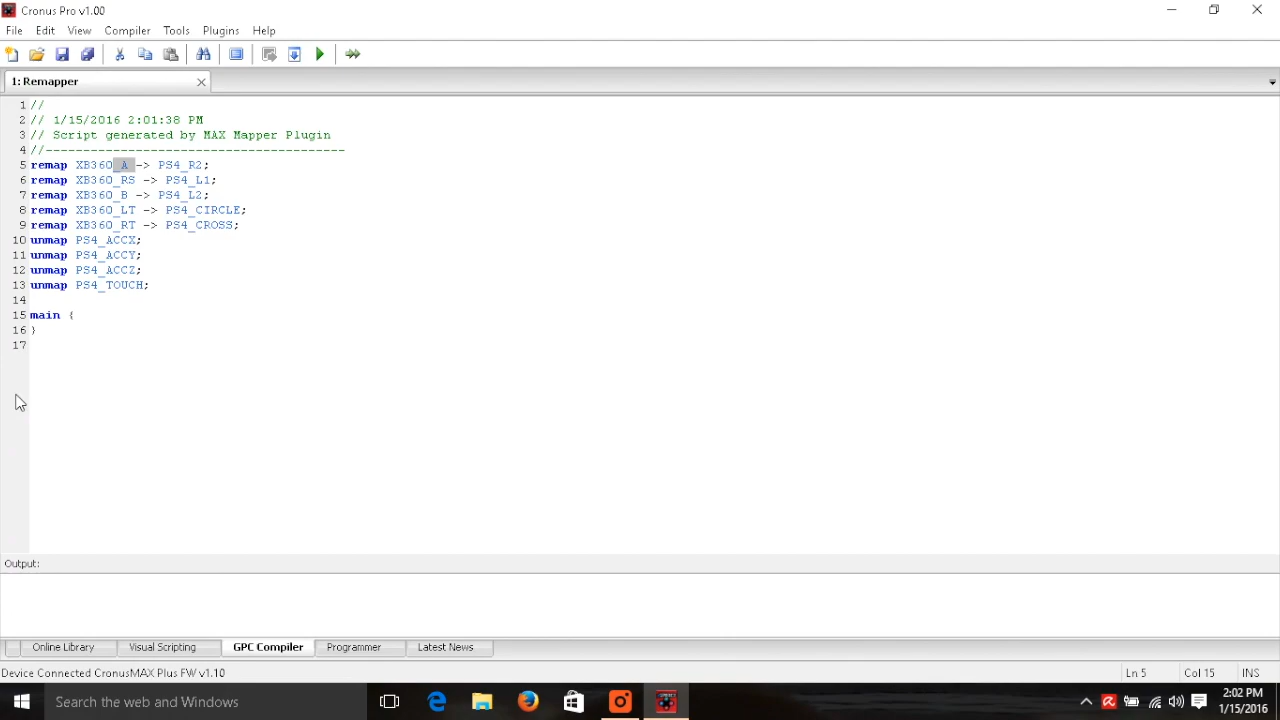 Cronus Pro v1.00
File Edit View Compiler Tools Plugins Help
1: Remapper
1 //
2 // 1/15/2016 2:01:38 PM
3 // Script generated by MAX Mapper Plugin
4 //----------------------------------------
5 remap XB360_A -> PS4_R2;
6 remap XB360_RS -> PS4_L1;
7 remap XB360_B -> PS4_L2;
8 remap XB360_LT -> PS4_CIRCLE;
9 remap XB360_RT -> PS4_CROSS;
10 unmap PS4_ACCX;
11 unmap PS4_ACCY;
12 unmap PS4_ACCZ;
13 unmap PS4_TOUCH;
14
15 main {
16 }
17
Output:
Online Library Visual Scripting GPC Compiler Programmer Latest News
Device Connected CronusMAX Plus FW v1.10 Ln 5 Col 15 INS
Search the web and Windows 2:02 PM
1/15/2016